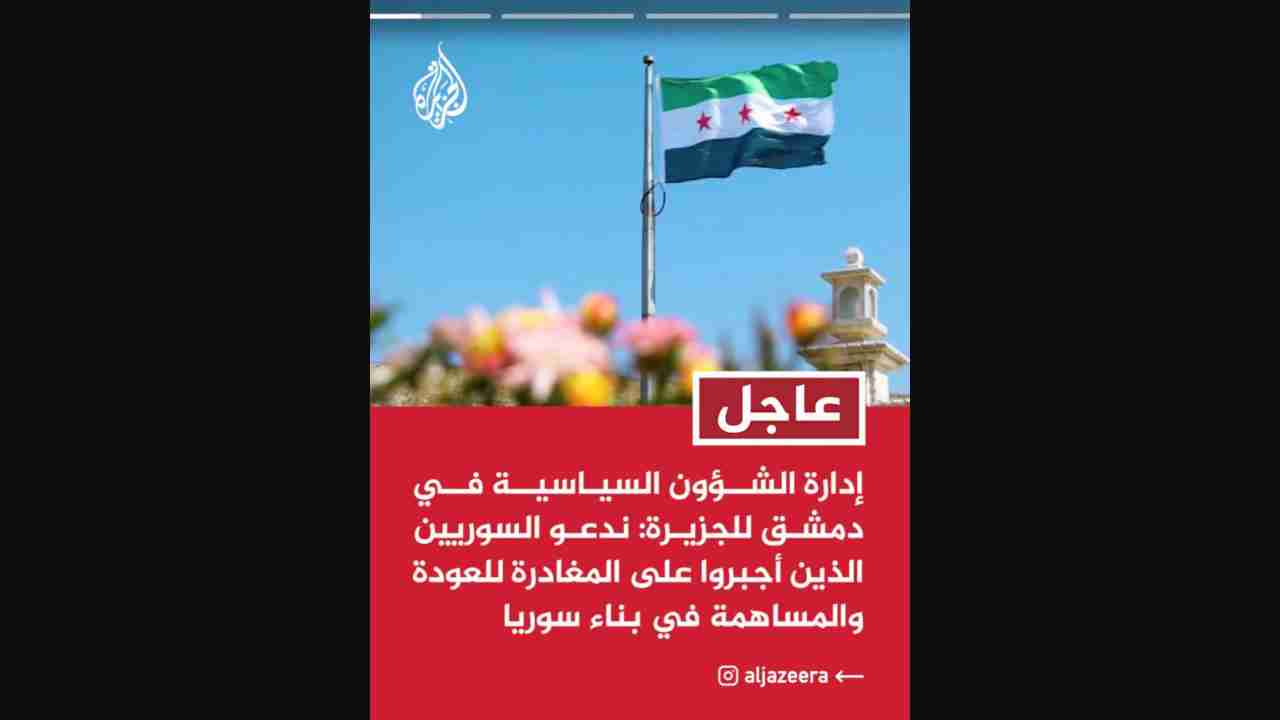 الجزيرة
عاجل
إدارة الشؤون السياسية في
دمشق للجزيرة: ندعو السوريين
الذين أجبروا على المغادرة للعودة
والمساهمة في بناء سوريا
aljazeera